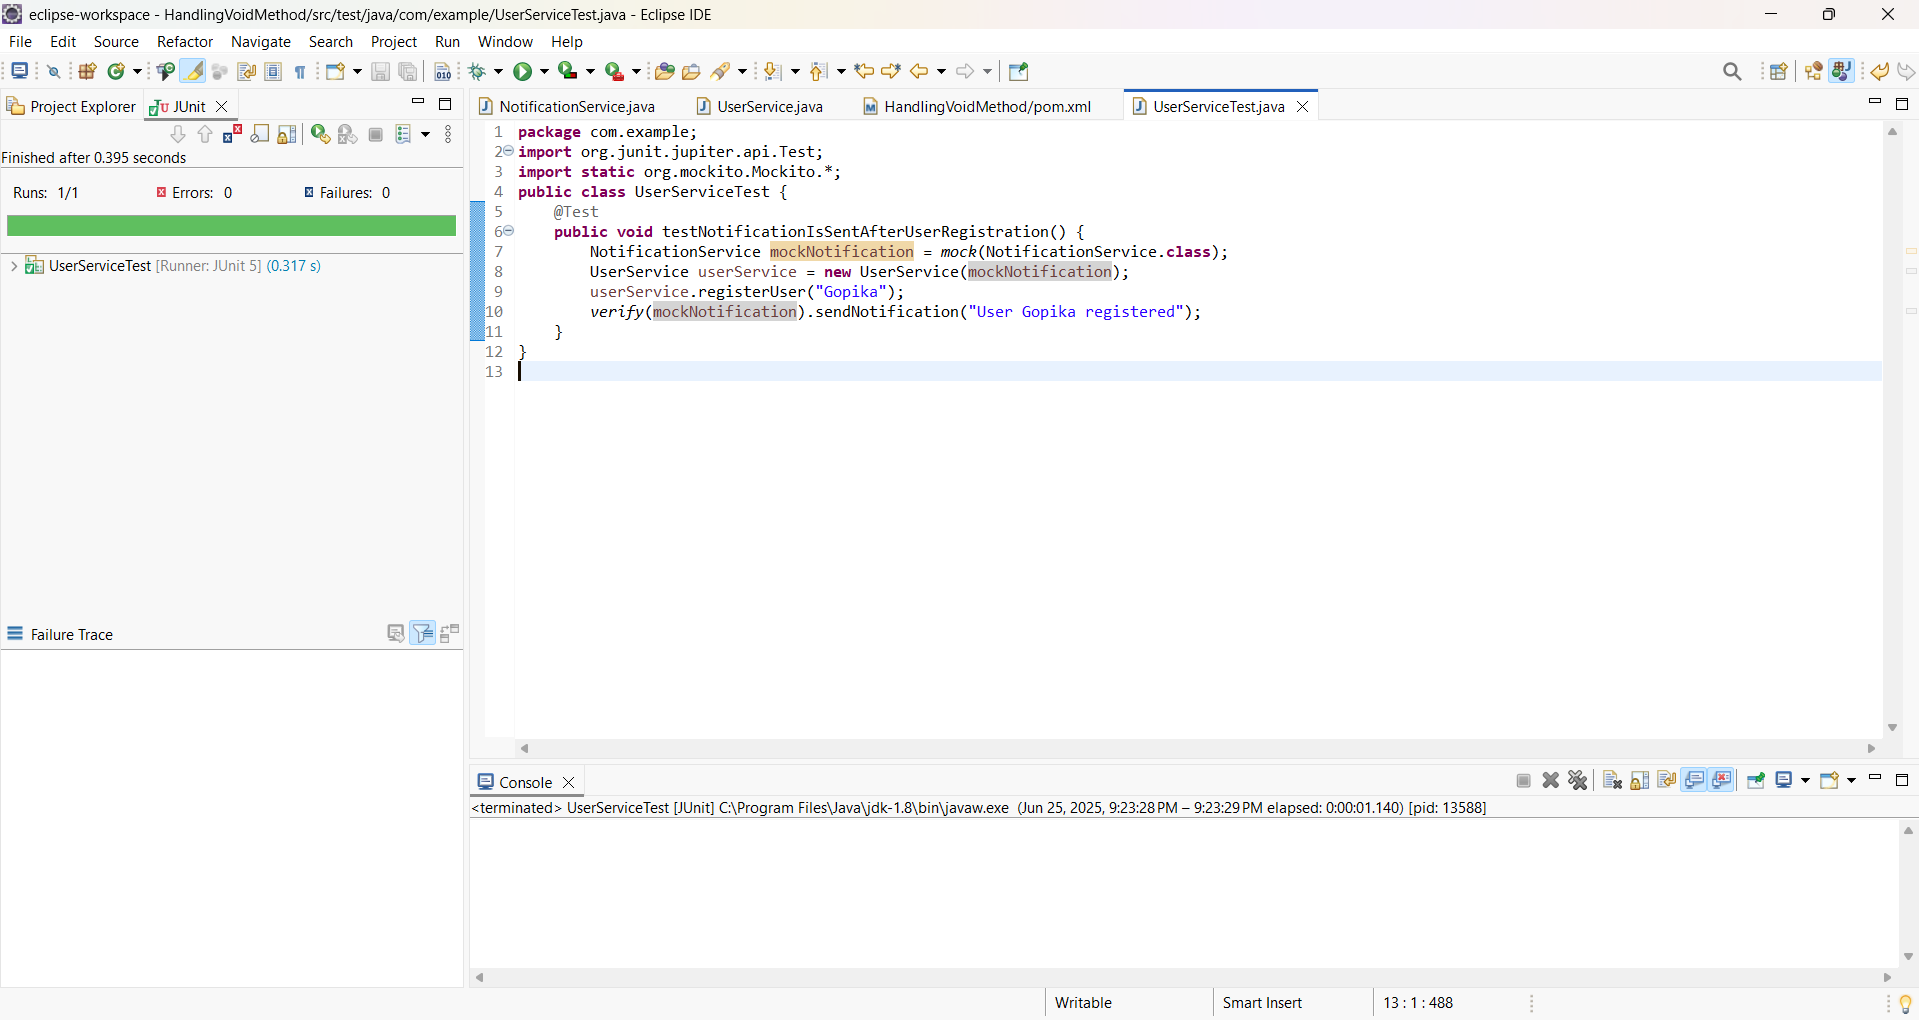 eclipse-workspace - HandlingVoidMethod/src/test/java/com/example/UserServiceTest.java - Eclipse IDE
File Edit Source Refactor Navigate Search Project Run Window Help
Project Explorer JUnit
Finished after 0.395 seconds
Runs: 1/1 Errors: 0 Failures: 0
UserServiceTest [Runner: JUnit 5] (0.317 s)
Failure Trace
NotificationService.java UserService.java HandlingVoidMethod/pom.xml UserServiceTest.java
1 package com.example;
2 import org.junit.jupiter.api.Test;
3 import static org.mockito.Mockito.*;
4 public class UserServiceTest {
5 @Test
6 public void testNotificationIsSentAfterUserRegistration() {
7 NotificationService mockNotification = mock(NotificationService.class);
8 UserService userService = new UserService(mockNotification);
9 userService.registerUser("Gopika");
10 verify(mockNotification).sendNotification("User Gopika registered");
11 }
12 }
13
Console
<terminated> UserServiceTest [JUnit] C:\Program Files\Java\jdk-1.8\bin\javaw.exe (Jun 25, 2025, 9:23:28 PM – 9:23:29 PM elapsed: 0:00:01.140) [pid: 13588]
Writable Smart Insert 13 : 1 : 488